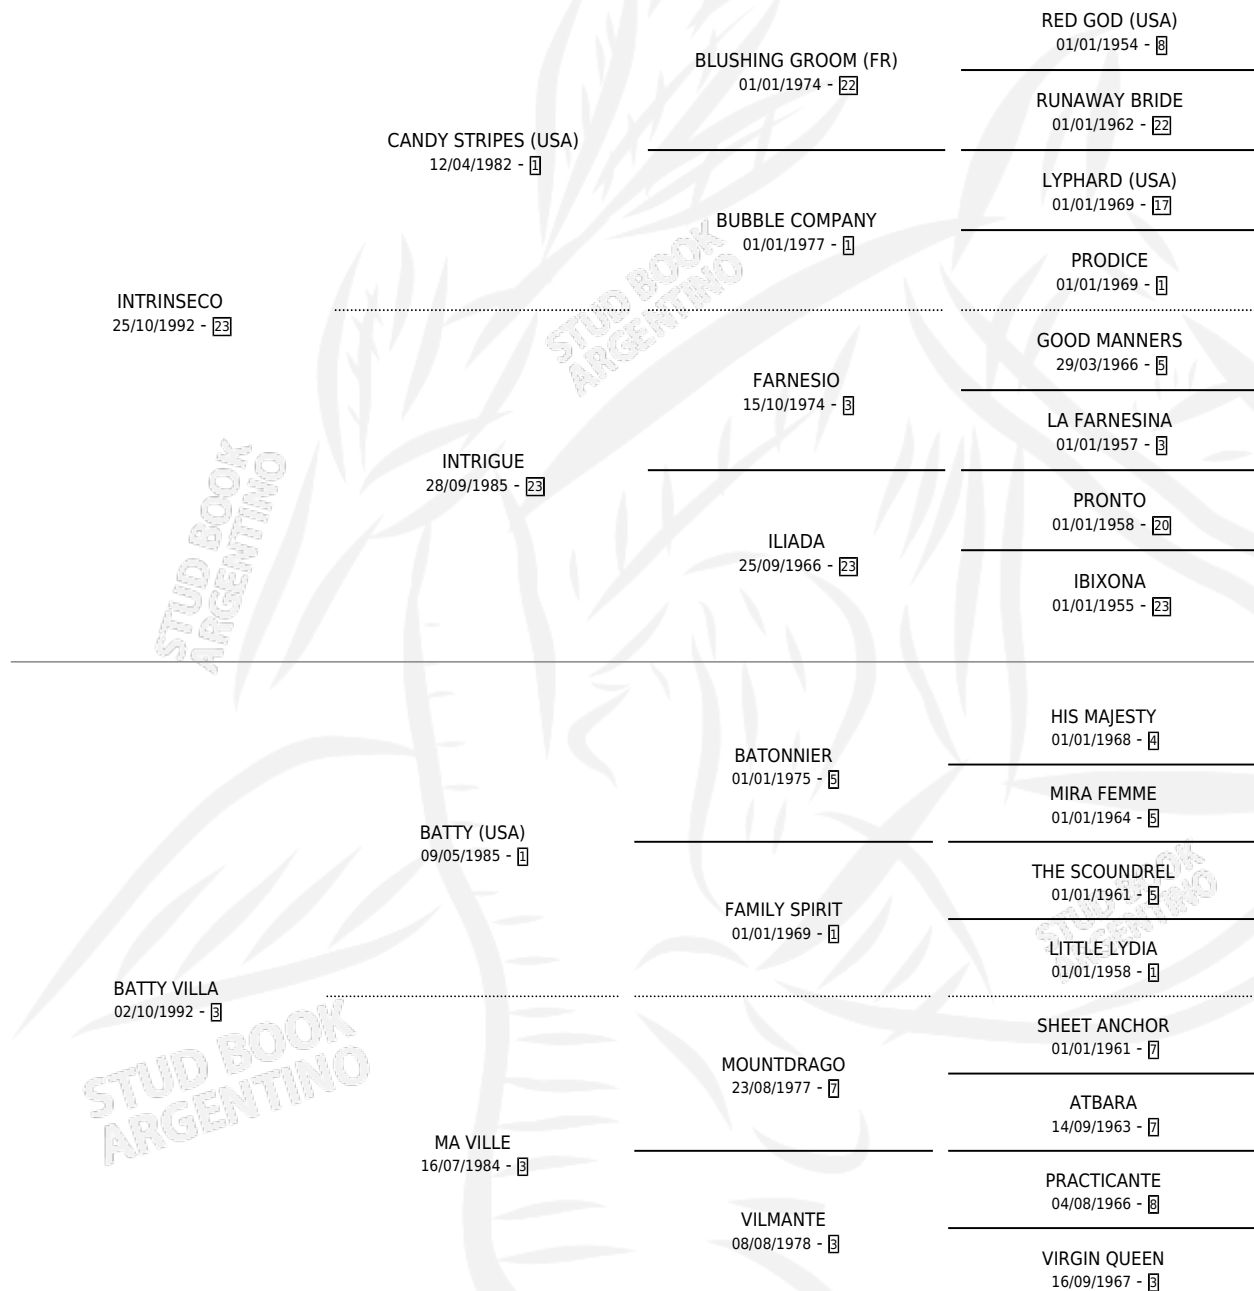 RED GOD (USA)
01/01/1954 - 8
BLUSHING GROOM (FR)
01/01/1974 - 22
RUNAWAY BRIDE
01/01/1962 - 22
CANDY STRIPES (USA)
12/04/1982 - 1
LYPHARD (USA)
01/01/1969 - 17
BUBBLE COMPANY
01/01/1977 - 1
PRODICE
01/01/1969 - 1
STUD BOOK
ARGENTINO
INTRINSECO
25/10/1992 - 23
GOOD MANNERS
29/03/1966 - 5
FARNESIO
15/10/1974 - 3
LA FARNESINA
01/01/1957 - 3
INTRIGUE
28/09/1985 - 23
PRONTO
01/01/1958 - 20
ILIADA
25/09/1966 - 23
IBIXONA
01/01/1955 - 23
STUD BOOK
ARGENTINO
HIS MAJESTY
01/01/1968 - 4
BATONNIER
01/01/1975 - 5
MIRA FEMME
01/01/1964 - 5
BATTY (USA)
09/05/1985 - 1
THE SCOUNDREL
01/01/1961 - 5
FAMILY SPIRIT
01/01/1969 - 1
LITTLE LYDIA
01/01/1958 - 1
STUD BOOK
ARGENTINO
BATTY VILLA
02/10/1992 - 3
SHEET ANCHOR
01/01/1961 - 7
MOUNTDRAGO
23/08/1977 - 7
ATBARA
14/09/1963 - 7
STUD BOOK
ARGENTINO
MA VILLE
16/07/1984 - 3
PRACTICANTE
04/08/1966 - 8
VILMANTE
08/08/1978 - 3
VIRGIN QUEEN
16/09/1967 - 3